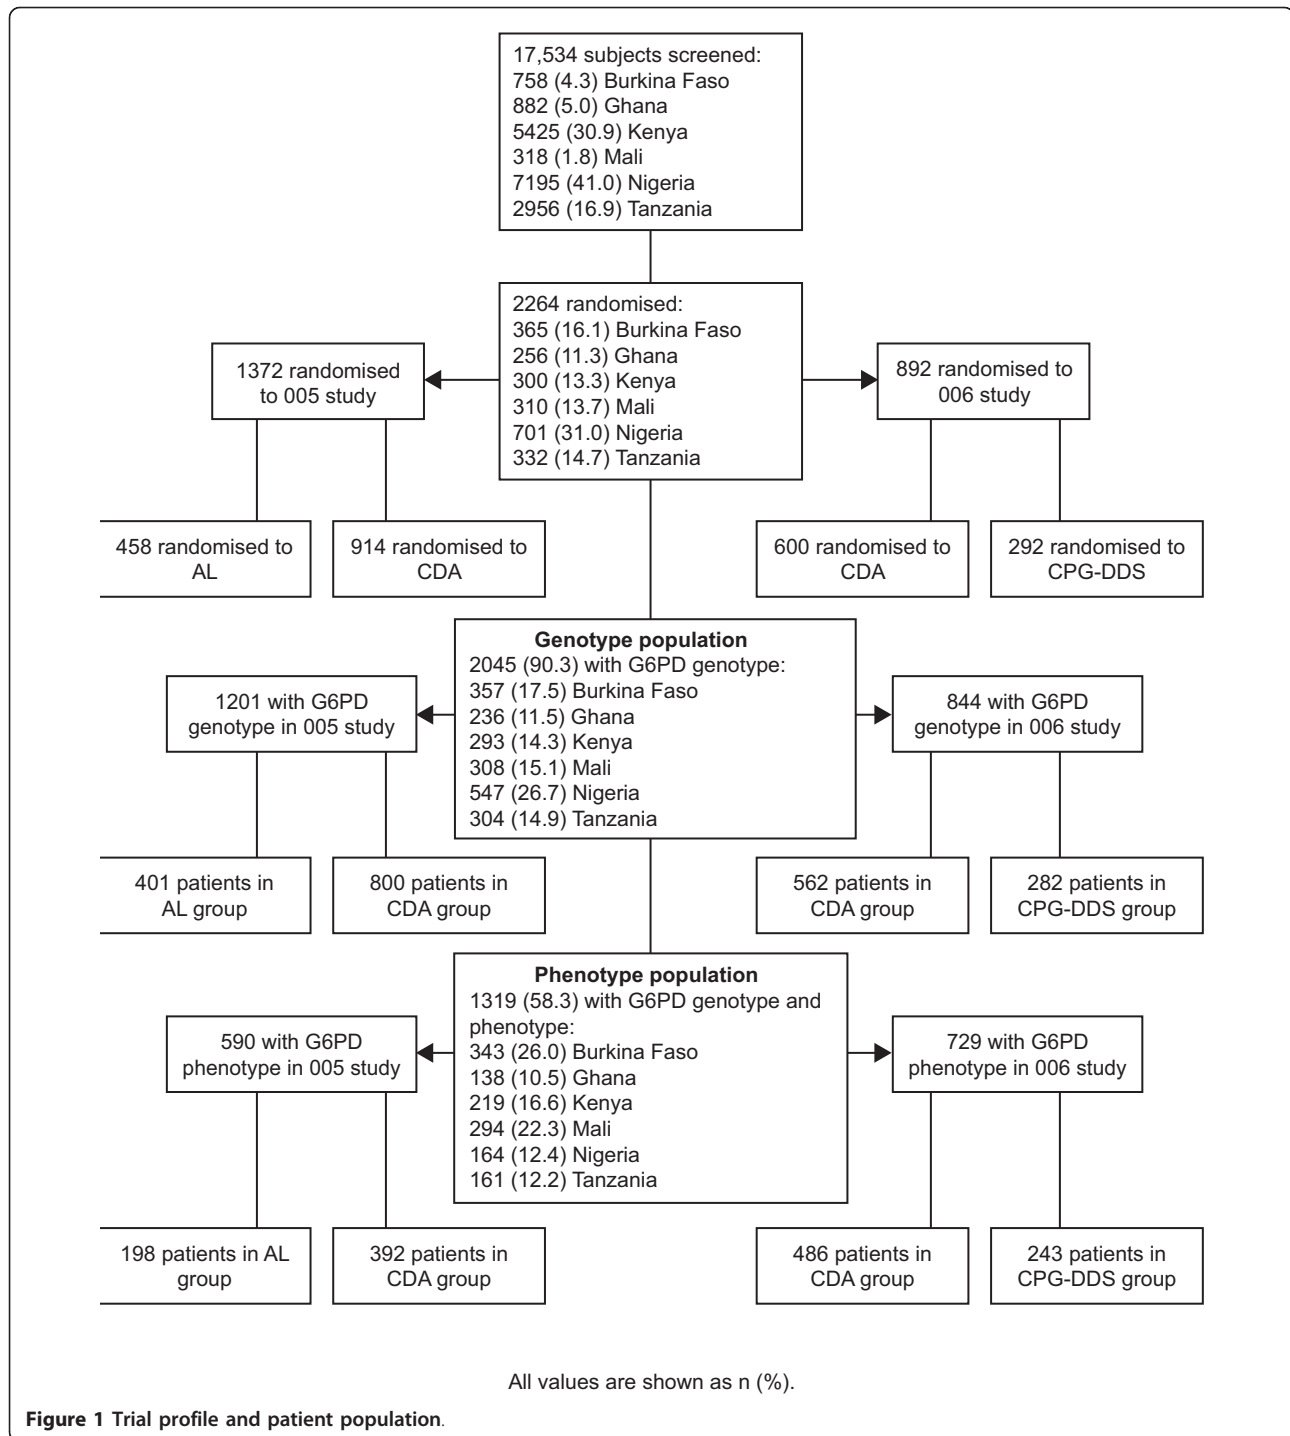 17,534 subjects screened:
758 (4.3) Burkina Faso
882 (5.0) Ghana
5425 (30.9) Kenya
318 (1.8) Mali
7195 (41.0) Nigeria
2956 (16.9) Tanzania
2264 randomised:
365 (16.1) Burkina Faso
256 (11.3) Ghana
300 (13.3) Kenya
310 (13.7) Mali
701 (31.0) Nigeria
332 (14.7) Tanzania
1372 randomised
to 005 study
892 randomised to
006 study
458 randomised to
AL
914 randomised to
CDA
600 randomised to
CDA
292 randomised to
CPG-DDS
Genotype population
2045 (90.3) with G6PD genotype:
357 (17.5) Burkina Faso
236 (11.5) Ghana
293 (14.3) Kenya
308 (15.1) Mali
547 (26.7) Nigeria
304 (14.9) Tanzania
1201 with G6PD
genotype in 005 study
844 with G6PD
genotype in 006 study
401 patients in
AL group
800 patients in
CDA group
562 patients in
CDA group
282 patients in
CPG-DDS group
Phenotype population
1319 (58.3) with G6PD genotype and
phenotype:
343 (26.0) Burkina Faso
138 (10.5) Ghana
219 (16.6) Kenya
294 (22.3) Mali
164 (12.4) Nigeria
161 (12.2) Tanzania
590 with G6PD
phenotype in 005 study
729 with G6PD
phenotype in 006 study
198 patients in AL
group
392 patients in
CDA group
486 patients in
CDA group
243 patients in
CPG-DDS group
All values are shown as n (%).
Figure 1 Trial profile and patient population.